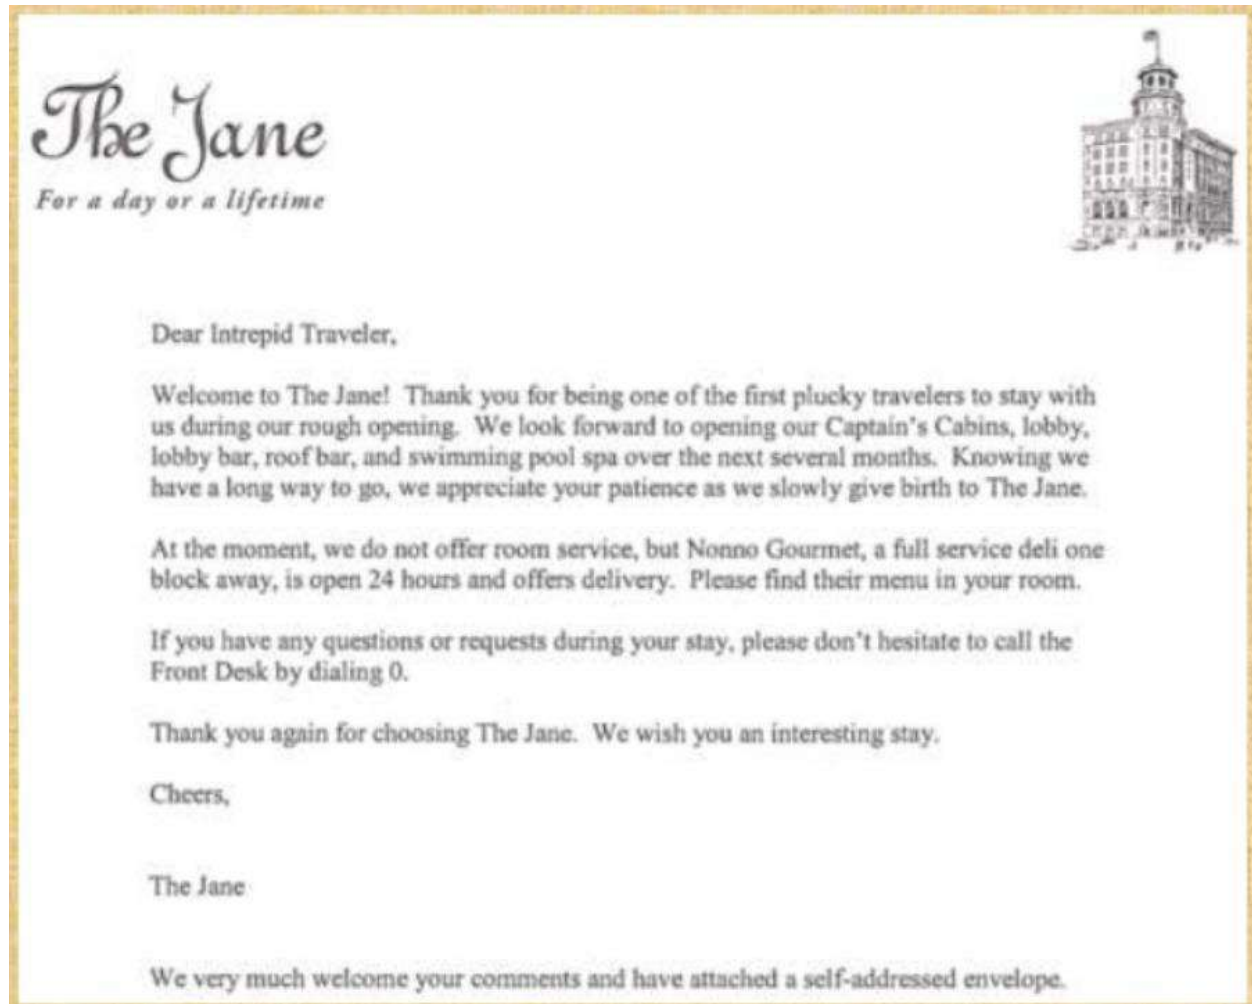 The Jane
For a day or a lifetime
Dear Intrepid Traveler,
Welcome to The Jane!  Thank you for being one of the first plucky travelers to stay with
us during our rough opening.  We look forward to opening our Captain's Cabins, lobby,
lobby bar, roof bar, and swimming pool spa over the next several months.  Knowing we
have a long way to go, we appreciate your patience as we slowly give birth to The Jane.
At the moment, we do not offer room service, but Nonno Gourmet, a full service deli one
block away, is open 24 hours and offers delivery.  Please find their menu in your room.
If you have any questions or requests during your stay, please don't hesitate to call the
Front Desk by dialing 0.
Thank you again for choosing The Jane.  We wish you an interesting stay.
Cheers,
The Jane
We very much welcome your comments and have attached a self-addressed envelope.